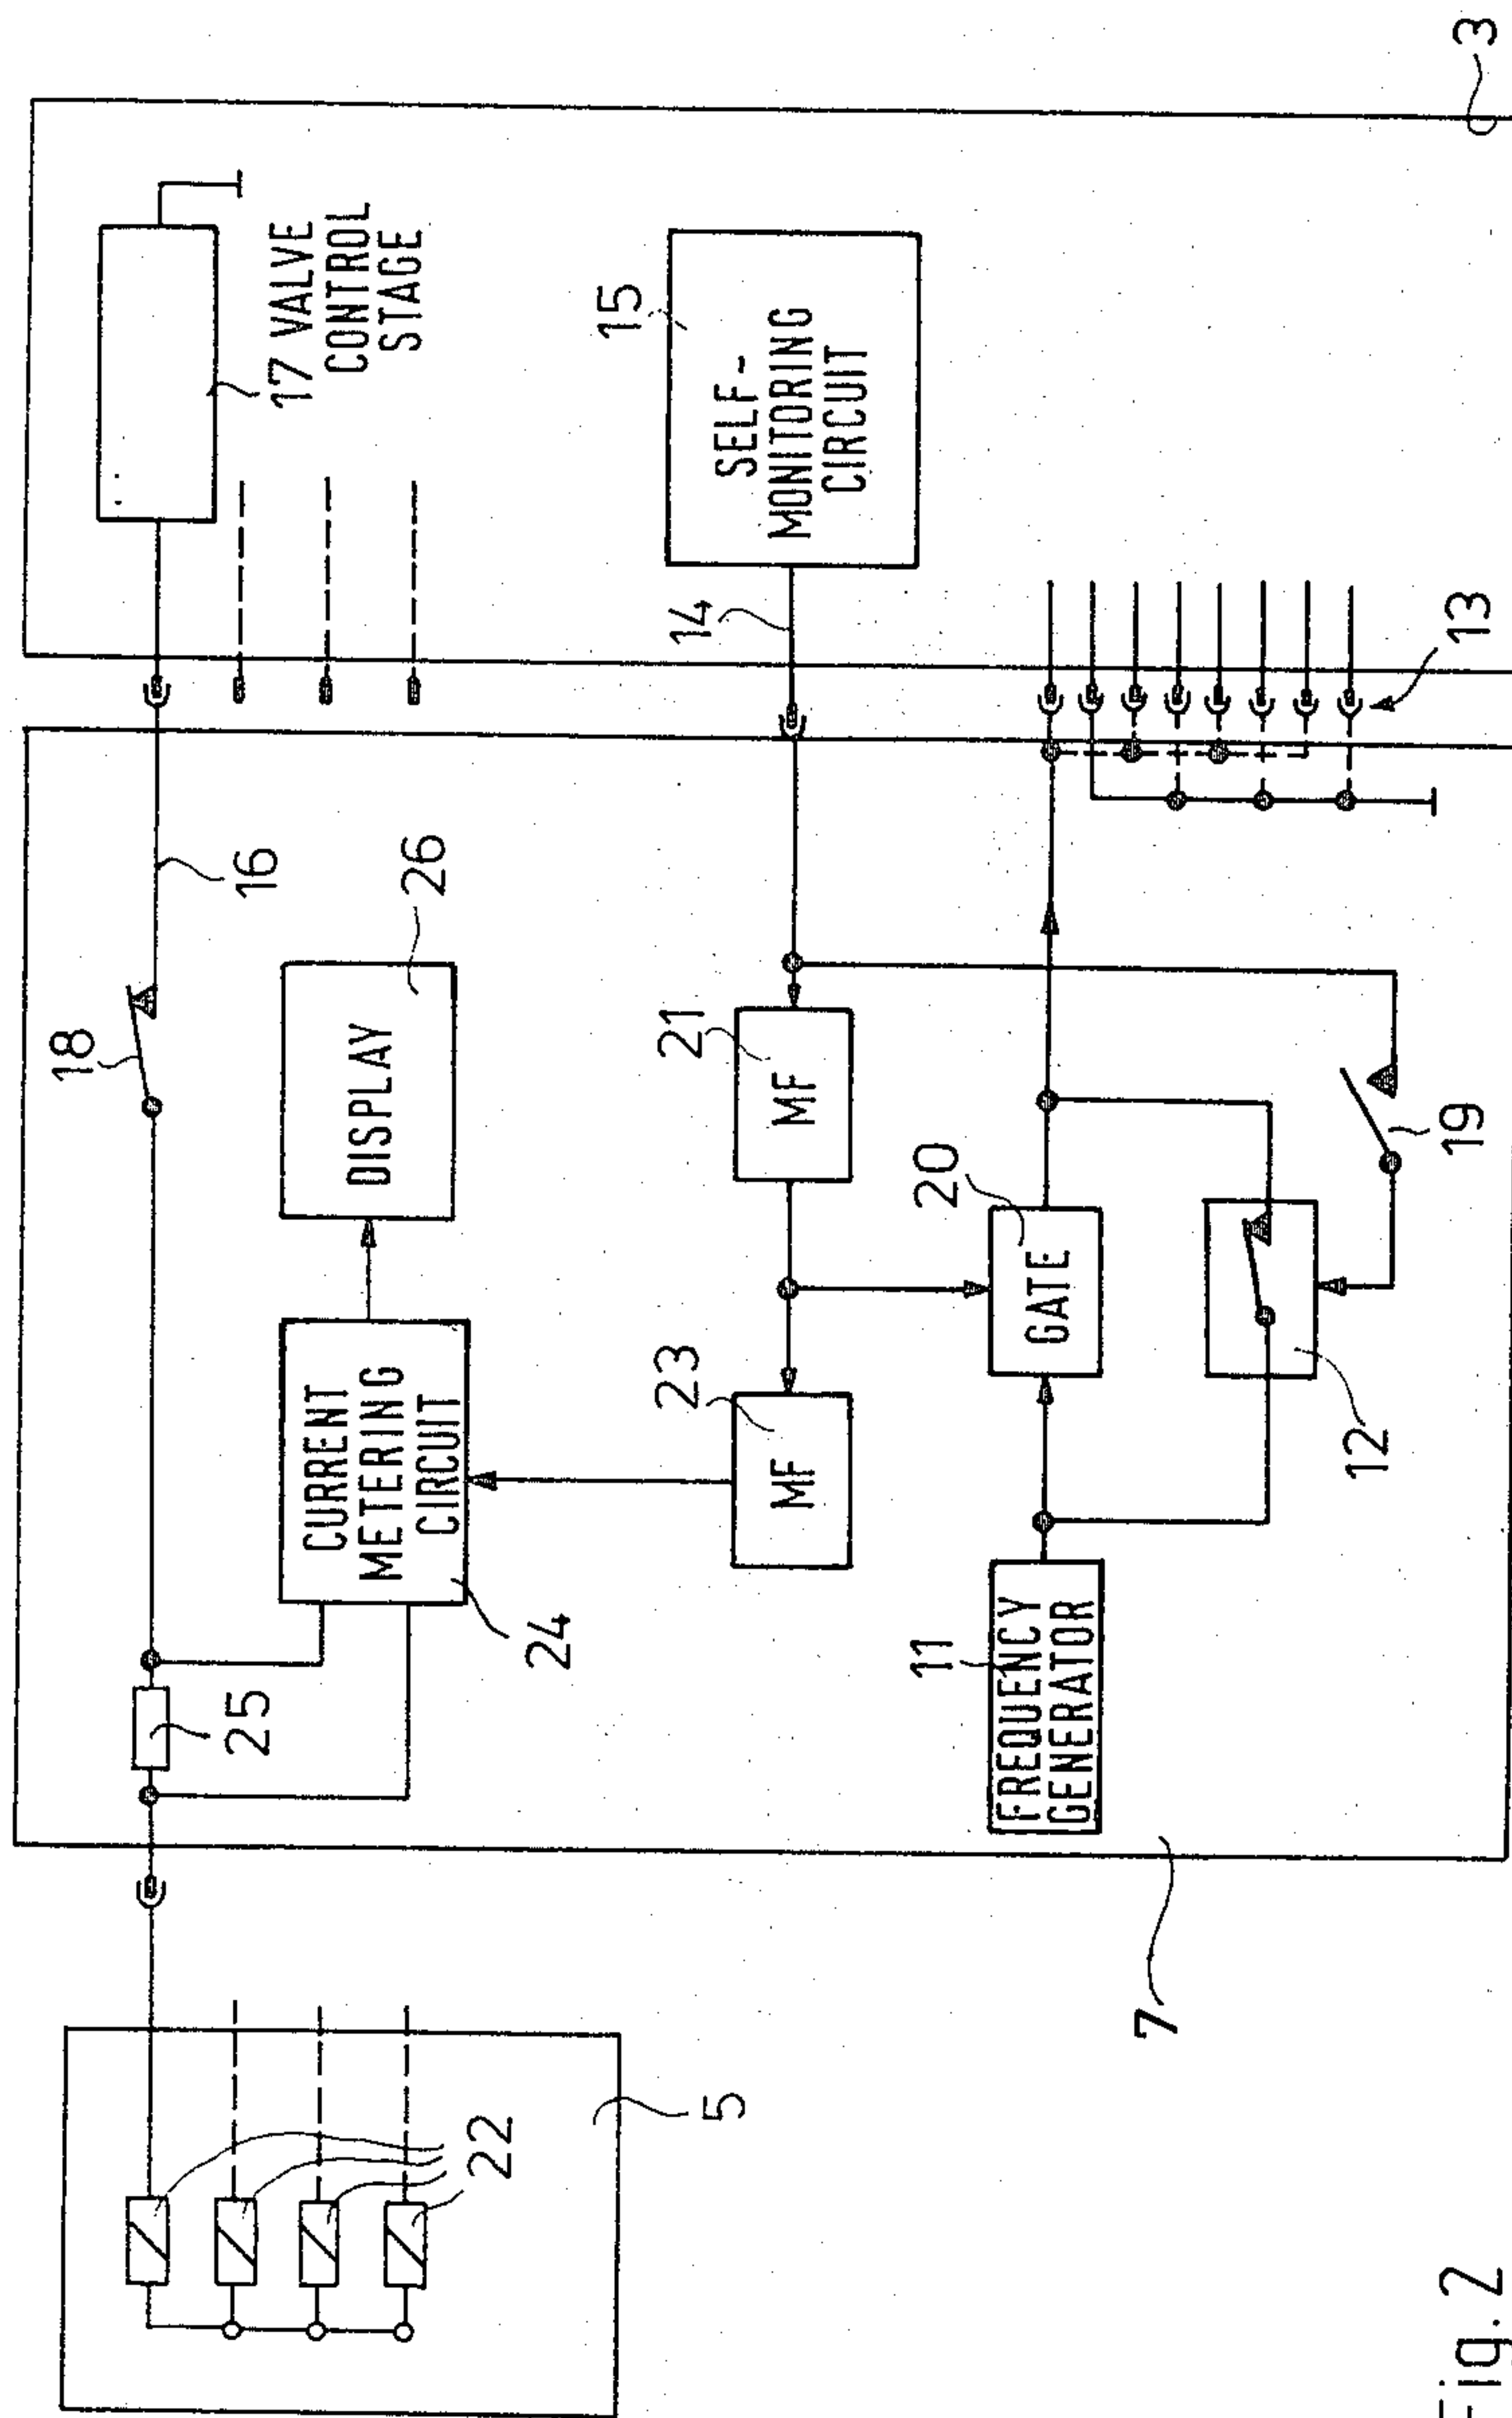 3
17 VALVE
CONTROL
STAGE
15
SELF-
MONITORING
CIRCUIT
14
13
16
18
26
DISPLAY
21
MF
19
20
GATE
12
23
MF
CURRENT
METERING
CIRCUIT
24
25
11
FREQUENCY
GENERATOR
7
5
22
Fig. 2